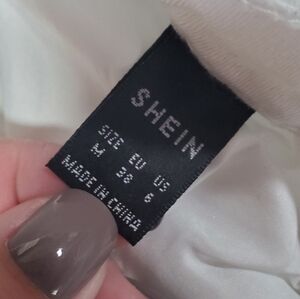 SHEIN
SIZE EU US
M 38 6
MADE IN CHINA